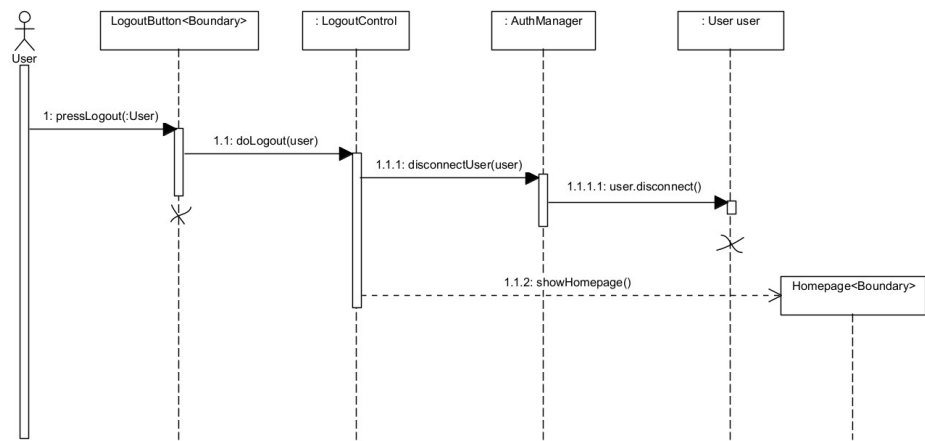 LogoutButton<Boundary>
: LogoutControl
: AuthManager
: User user
User
1: pressLogout(:User)
1.1: doLogout(user)
1.1.1: disconnectUser(user)
1.1.1.1: user.disconnect()
1.1.2: showHomepage()
Homepage<Boundary>